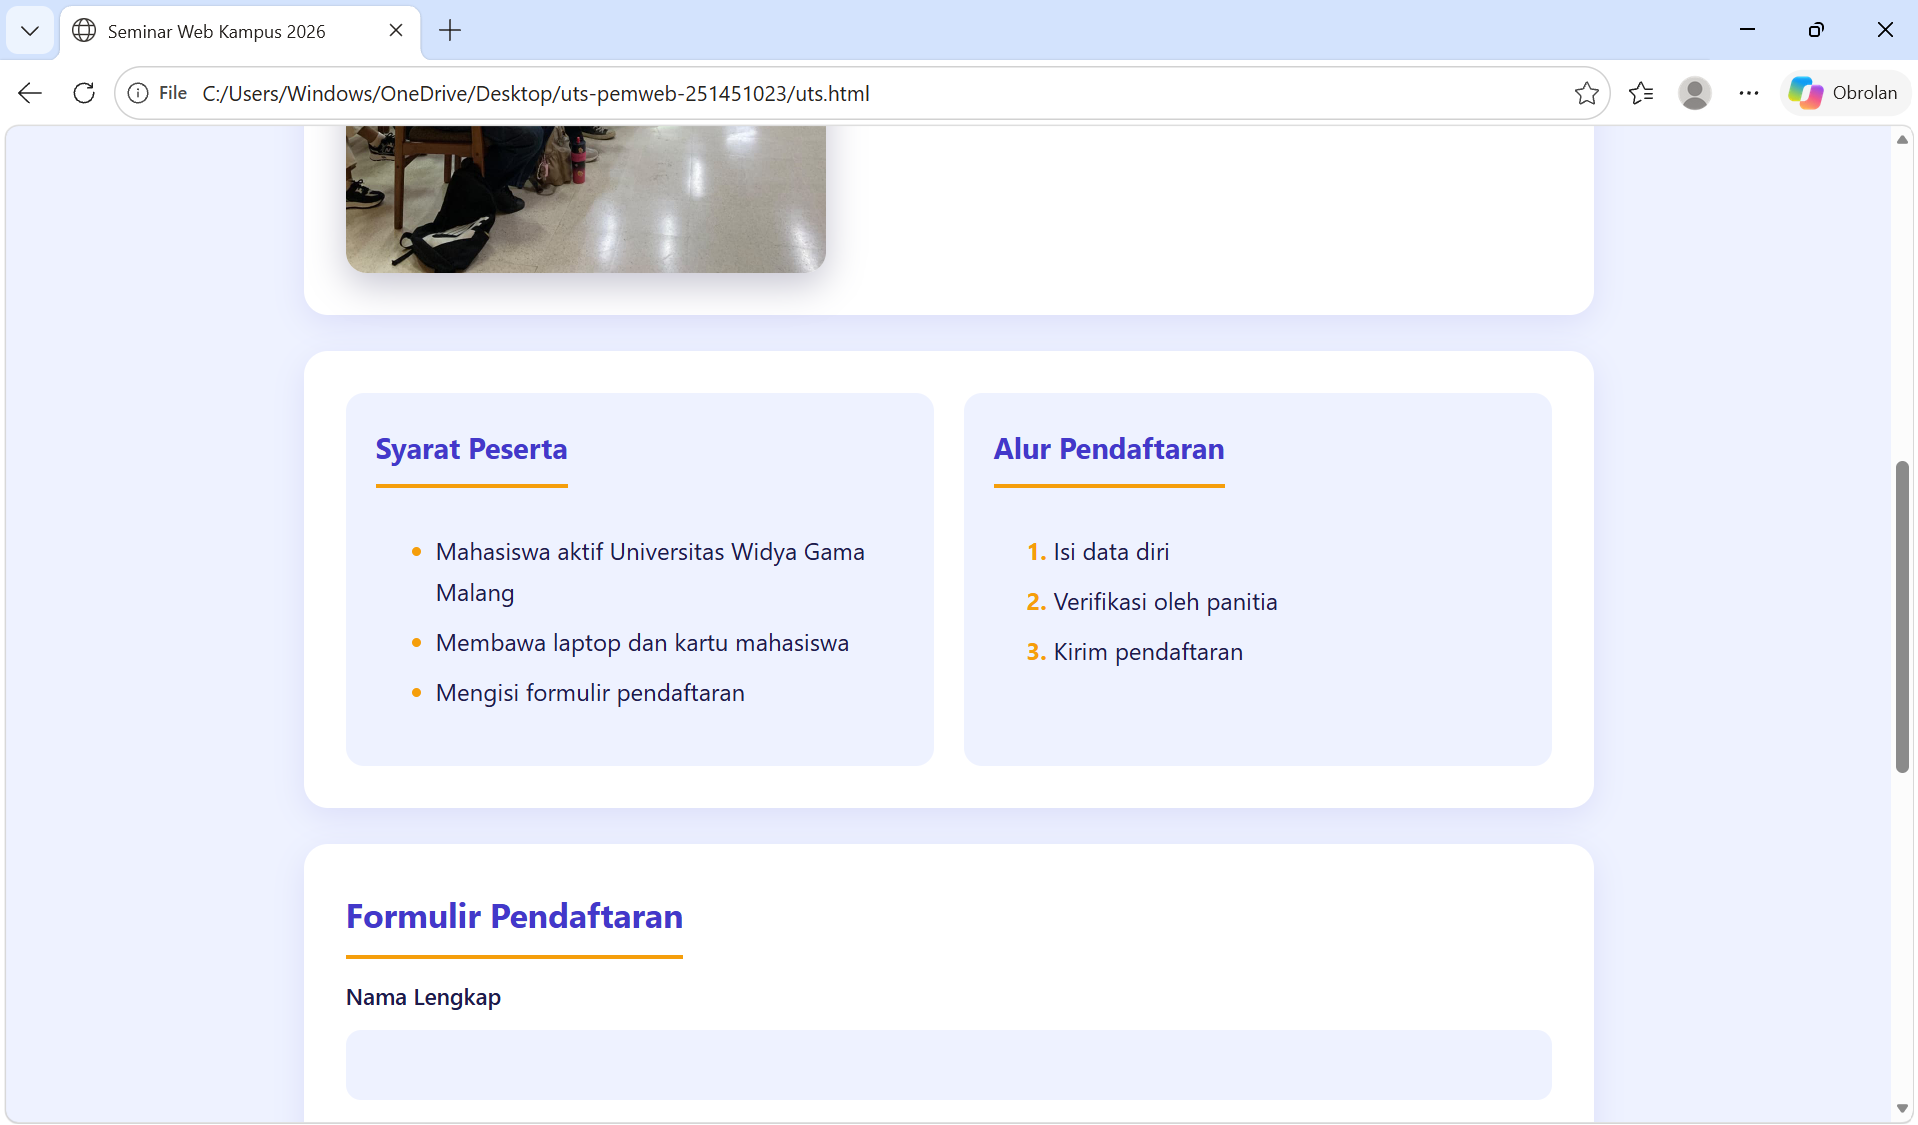 Seminar Web Kampus 2026
File C:/Users/Windows/OneDrive/Desktop/uts-pemweb-251451023/uts.html
Obrolan
Syarat Peserta
Mahasiswa aktif Universitas Widya Gama
Malang
Membawa laptop dan kartu mahasiswa
Mengisi formulir pendaftaran
Alur Pendaftaran
1. Isi data diri
2. Verifikasi oleh panitia
3. Kirim pendaftaran
Formulir Pendaftaran
Nama Lengkap